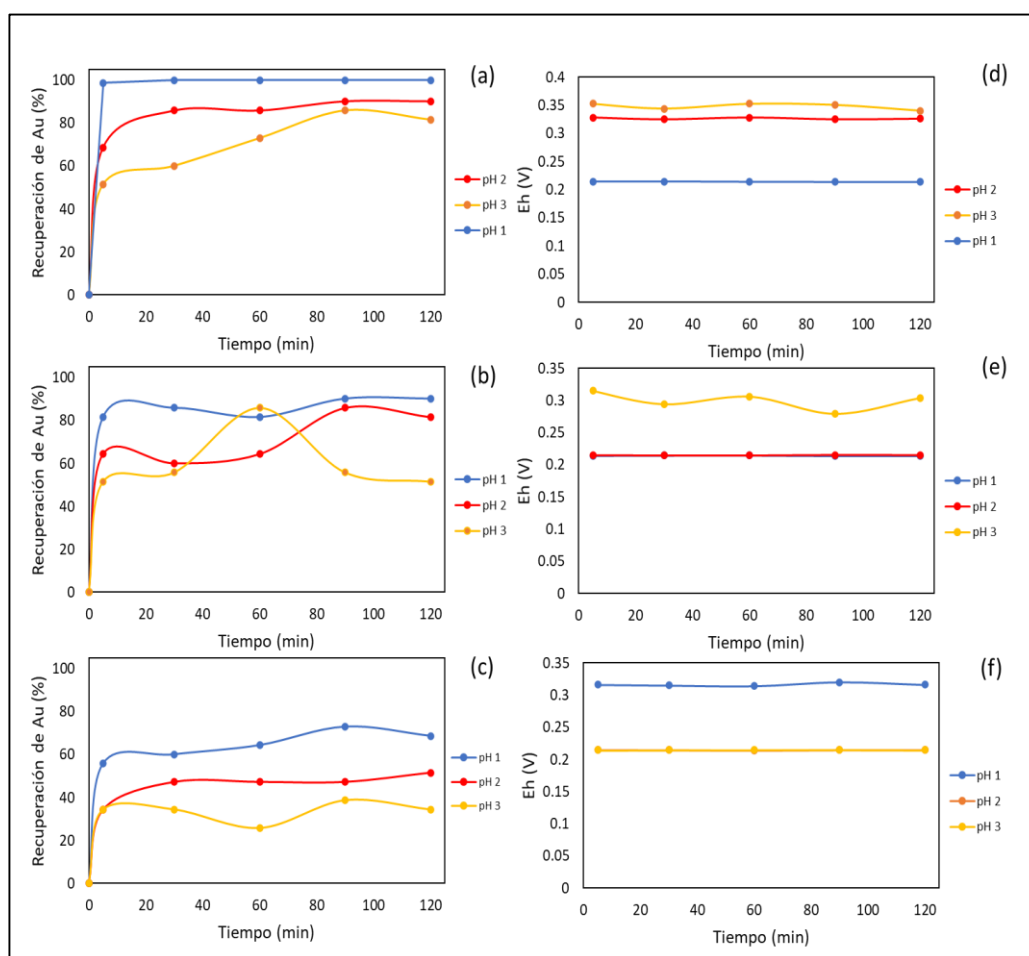 (a)
Recuperación de Au (%)
100
80
60
40
20
0
0 20 40 60 80 100 120
Tiempo (min)
pH 2
pH 3
pH 1
(d)
Eh (V)
0.4
0.35
0.3
0.25
0.2
0.15
0.1
0.05
0
0 20 40 60 80 100 120
Tiempo (min)
pH 2
pH 3
pH 1
(b)
Recuperación de Au (%)
100
80
60
40
20
0
0 20 40 60 80 100 120
Tiempo (min)
pH 1
pH 2
pH 3
(e)
Eh (V)
0.35
0.3
0.25
0.2
0.15
0.1
0.05
0
0 20 40 60 80 100 120
Tiempo (min)
pH 1
pH 2
pH 3
(c)
Recuperación de Au (%)
100
80
60
40
20
0
0 20 40 60 80 100 120
Tiempo (min)
pH 1
pH 2
pH 3
(f)
Eh (V)
0.35
0.3
0.25
0.2
0.15
0.1
0.05
0
0 20 40 60 80 100 120
Tiempo (min)
pH 1
pH 2
pH 3